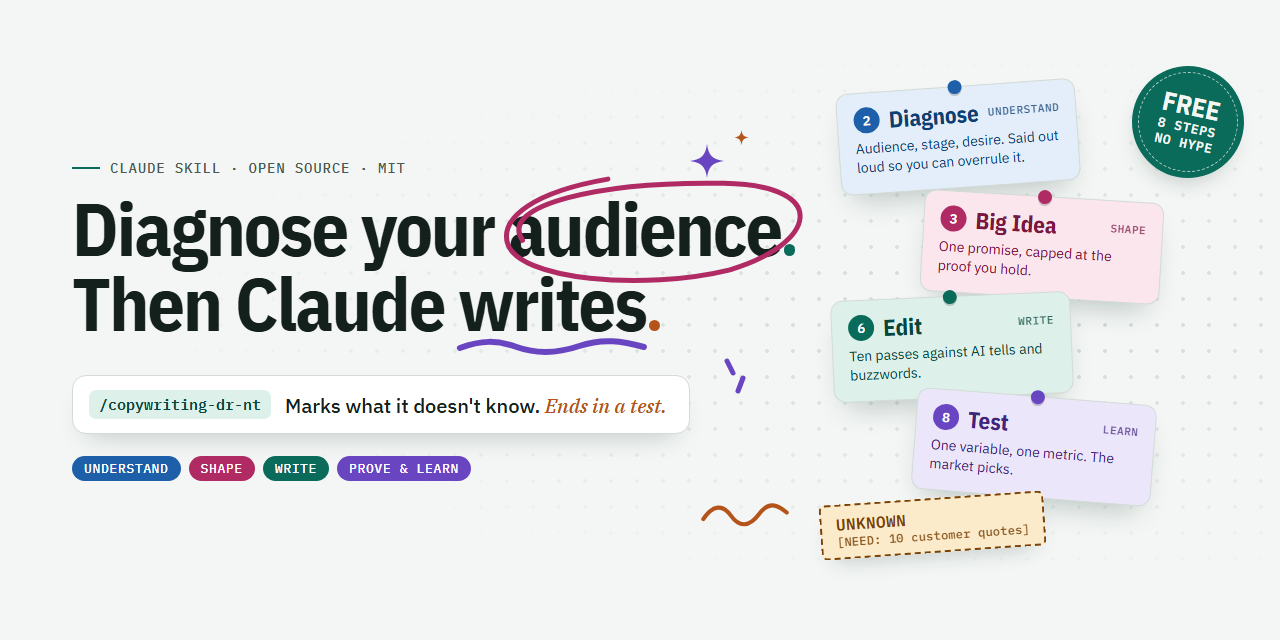 CLAUDE SKILL · OPEN SOURCE · MIT
Diagnose your audience.
Then Claude writes.
/copywriting-dr-nt Marks what it doesn't know. Ends in a test.
UNDERSTAND SHAPE WRITE PROVE & LEARN
2 Diagnose UNDERSTAND
Audience, stage, desire. Said out
loud so you can overrule it.
3 Big Idea SHAPE
One promise, capped at the
proof you hold.
6 Edit WRITE
Ten passes against AI tells and
buzzwords.
8 Test LEARN
One variable, one metric. The
market picks.
UNKNOWN
[NEED: 10 customer quotes]
FREE
8 STEPS
NO HYPE